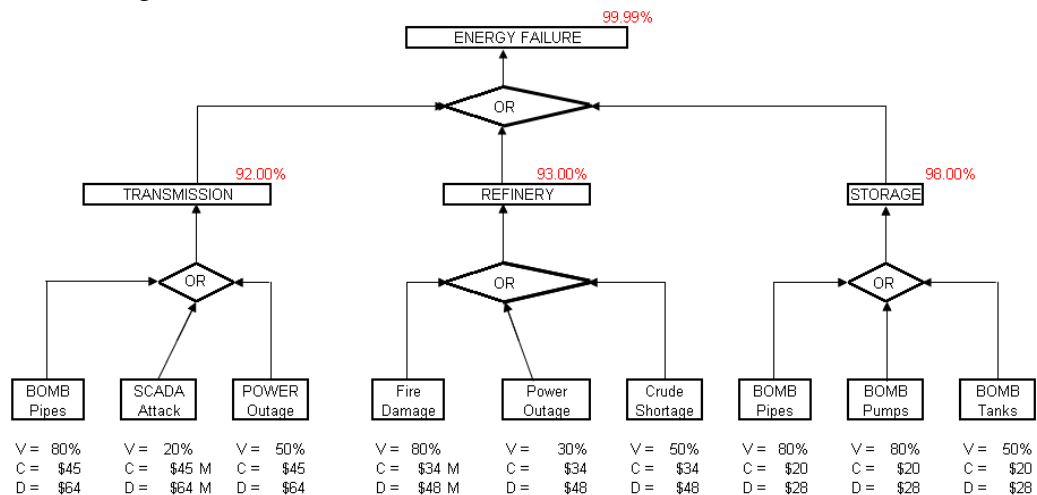 99.99%
ENERGY FAILURE
OR
92.00%
93.00%
98.00%
TRANSMISSION
REFINERY
STORAGE
OR
OR
OR
BOMB
Pipes
SCADA
Attack
POWER
Outage
Fire
Damage
Power
Outage
Crude
Shortage
BOMB
Pipes
BOMB
Pumps
BOMB
Tanks
V = 80%
C = $45
D = $64
V = 20%
C = $45 M
D = $64 M
V = 50%
C = $45
D = $64
V = 80%
C = $34 M
D = $48 M
V = 30%
C = $34
D = $48
V = 50%
C = $34
D = $48
V = 80%
C = $20
D = $28
V = 80%
C = $20
D = $28
V = 50%
C = $20
D = $28